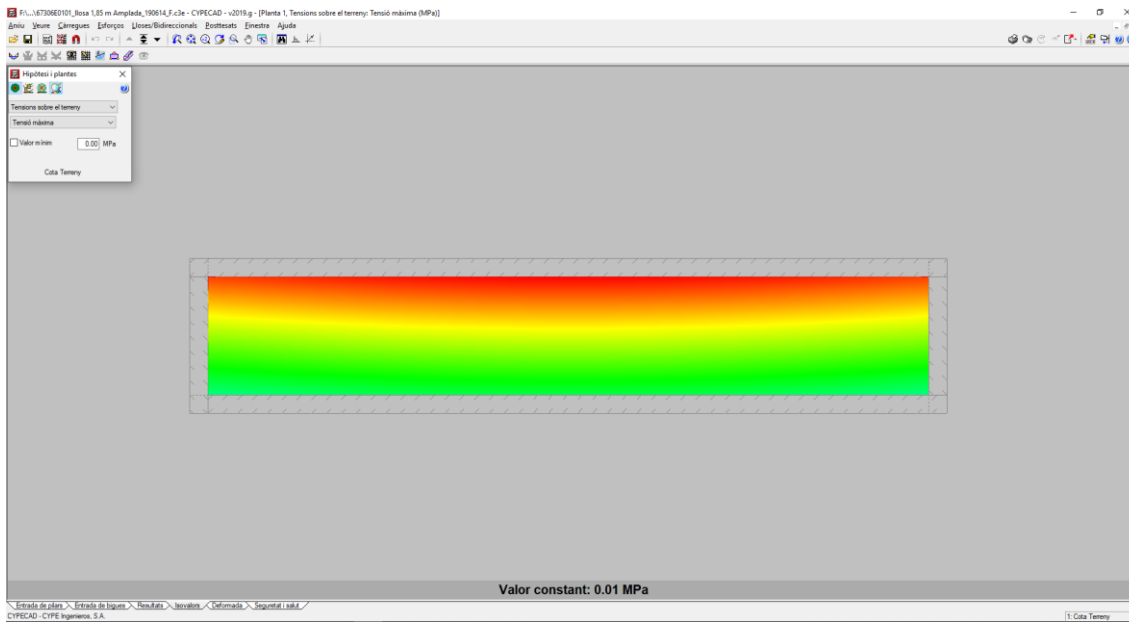 F:\...\67306E0101_llosa 1,85 m Amplada_190614_F.c3e - CYPECAD - v2019.g - [Planta 1, Tensions sobre el terreny: Tensió màxima (MPa)]
Arxiu Veure Càrregues Esforços Lloses/Bidireccionals Posttesats Finestra Ajuda
Hipòtesi i plantes
Tensions sobre el terreny
Tensió màxima
Valor mínim 0.00 MPa
Cota Terreny
Valor constant: 0.01 MPa
Entrada de pilars Entrada de bigues Resultats Isovalors Deformada Seguretat i salut
CYPECAD - CYPE Ingenieros, S.A. 1: Cota Terreny